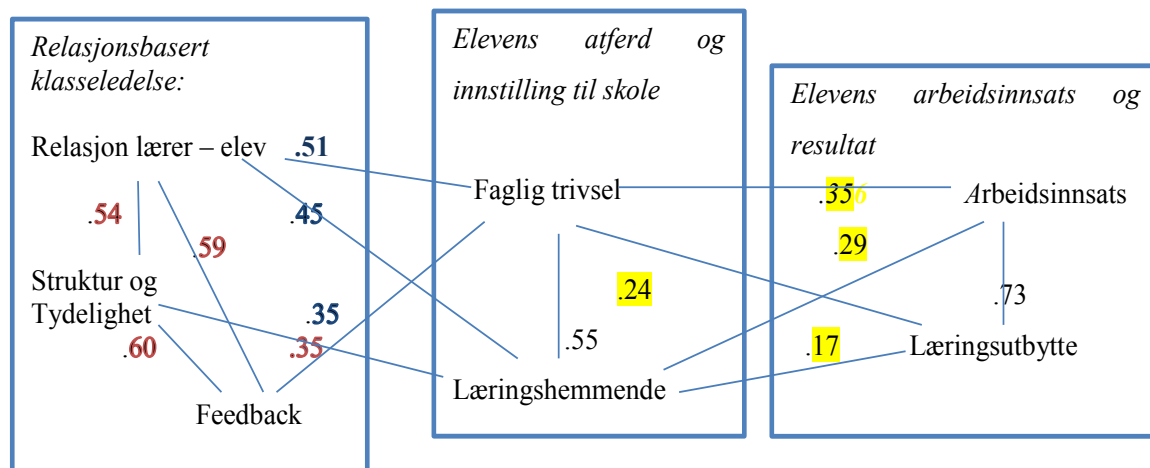 Relasjonsbasert
klasseledelse:
Relasjon lærer – elev .51
.54 .45
.59
Struktur og
Tydelighet .35
.60 .35
Feedback
Elevens atferd og
innstilling til skole
Faglig trivsel
.24
.55
Læringshemmende
Elevens arbeidsinnsats og
resultat
.356 Arbeidsinnsats
.29
.73
.17 Læringsutbytte